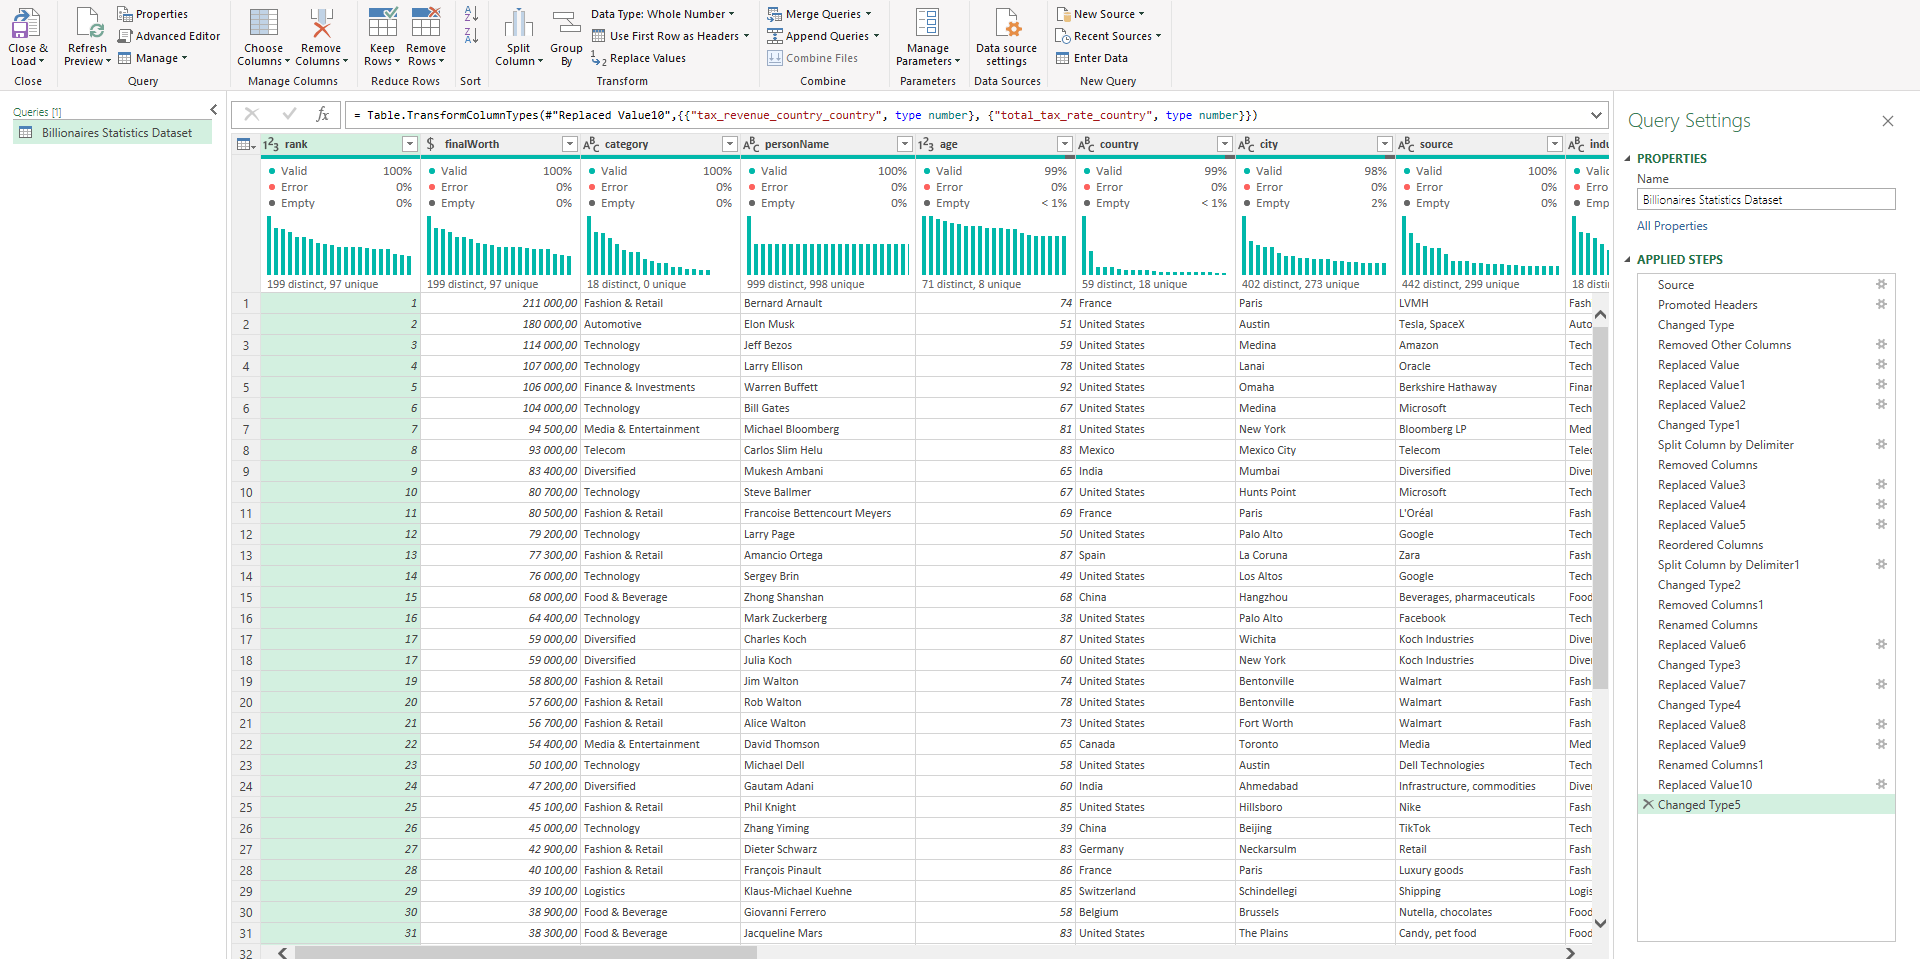 Close &
Load
Close
Refresh
Preview
Properties
Advanced Editor
Manage
Query
Choose
Columns
Remove
Columns
Manage Columns
Keep
Rows
Remove
Rows
Reduce Rows
A
Z
Z
A
Sort
Split
Column
Group
By
Data Type: Whole Number
Use First Row as Headers
1
2
Replace Values
Transform
Merge Queries
Append Queries
Combine Files
Combine
Manage
Parameters
Parameters
Data source
settings
Data Sources
New Source
Recent Sources
Enter Data
New Query
Queries [1]
Billionaires Statistics Dataset
fx
= Table.TransformColumnTypes(#"Replaced Value10",{{"tax_revenue_country_country", type number}, {"total_tax_rate_country", type number}})
123 rank $ finalWorth ABC category ABC personName 123 age ABC country ABC city ABC source ABC indu
Valid 100% Valid 100% Valid 100% Valid 100% Valid 99% Valid 99% Valid 98% Valid 100% Valid
Error 0% Error 0% Error 0% Error 0% Error 0% Error 0% Error 0% Error 0% Erro
Empty 0% Empty 0% Empty 0% Empty 0% Empty < 1% Empty < 1% Empty 2% Empty 0% Emp
199 distinct, 97 unique 199 distinct, 97 unique 18 distinct, 0 unique 999 distinct, 998 unique 71 distinct, 8 unique 59 distinct, 18 unique 402 distinct, 273 unique 442 distinct, 299 unique 18 disti
1 1 211 000,00 Fashion & Retail Bernard Arnault 74 France Paris LVMH Fash
2 2 180 000,00 Automotive Elon Musk 51 United States Austin Tesla, SpaceX Auto
3 3 114 000,00 Technology Jeff Bezos 59 United States Medina Amazon Tech
4 4 107 000,00 Technology Larry Ellison 78 United States Lanai Oracle Tech
5 5 106 000,00 Finance & Investments Warren Buffett 92 United States Omaha Berkshire Hathaway Finar
6 6 104 000,00 Technology Bill Gates 67 United States Medina Microsoft Tech
7 7 94 500,00 Media & Entertainment Michael Bloomberg 81 United States New York Bloomberg LP Med
8 8 93 000,00 Telecom Carlos Slim Helu 83 Mexico Mexico City Telecom Telec
9 9 83 400,00 Diversified Mukesh Ambani 65 India Mumbai Diversified Diver
10 10 80 700,00 Technology Steve Ballmer 67 United States Hunts Point Microsoft Tech
11 11 80 500,00 Fashion & Retail Francoise Bettencourt Meyers 69 France Paris L'Oréal Fash
12 12 79 200,00 Technology Larry Page 50 United States Palo Alto Google Tech
13 13 77 300,00 Fashion & Retail Amancio Ortega 87 Spain La Coruna Zara Fash
14 14 76 000,00 Technology Sergey Brin 49 United States Los Altos Google Tech
15 15 68 000,00 Food & Beverage Zhong Shanshan 68 China Hangzhou Beverages, pharmaceuticals Food
16 16 64 400,00 Technology Mark Zuckerberg 38 United States Palo Alto Facebook Tech
17 17 59 000,00 Diversified Charles Koch 87 United States Wichita Koch Industries Diver
18 17 59 000,00 Diversified Julia Koch 60 United States New York Koch Industries Diver
19 19 58 800,00 Fashion & Retail Jim Walton 74 United States Bentonville Walmart Fash
20 20 57 600,00 Fashion & Retail Rob Walton 78 United States Bentonville Walmart Fash
21 21 56 700,00 Fashion & Retail Alice Walton 73 United States Fort Worth Walmart Fash
22 22 54 400,00 Media & Entertainment David Thomson 65 Canada Toronto Media Med
23 23 50 100,00 Technology Michael Dell 58 United States Austin Dell Technologies Tech
24 24 47 200,00 Diversified Gautam Adani 60 India Ahmedabad Infrastructure, commodities Diver
25 25 45 100,00 Fashion & Retail Phil Knight 85 United States Hillsboro Nike Fash
26 26 45 000,00 Technology Zhang Yiming 39 China Beijing TikTok Tech
27 27 42 900,00 Fashion & Retail Dieter Schwarz 83 Germany Neckarsulm Retail Fash
28 28 40 100,00 Fashion & Retail François Pinault 86 France Paris Luxury goods Fash
29 29 39 100,00 Logistics Klaus-Michael Kuehne 85 Switzerland Schindellegi Shipping Logis
30 30 38 900,00 Food & Beverage Giovanni Ferrero 58 Belgium Brussels Nutella, chocolates Food
31 31 38 300,00 Food & Beverage Jacqueline Mars 83 United States The Plains Candy, pet food Food
32
Query Settings
PROPERTIES
Name
Billionaires Statistics Dataset
All Properties
APPLIED STEPS
Source
Promoted Headers
Changed Type
Removed Other Columns
Replaced Value
Replaced Value1
Replaced Value2
Changed Type1
Split Column by Delimiter
Removed Columns
Replaced Value3
Replaced Value4
Replaced Value5
Reordered Columns
Split Column by Delimiter1
Changed Type2
Removed Columns1
Renamed Columns
Replaced Value6
Changed Type3
Replaced Value7
Changed Type4
Replaced Value8
Replaced Value9
Renamed Columns1
Replaced Value10
Changed Type5